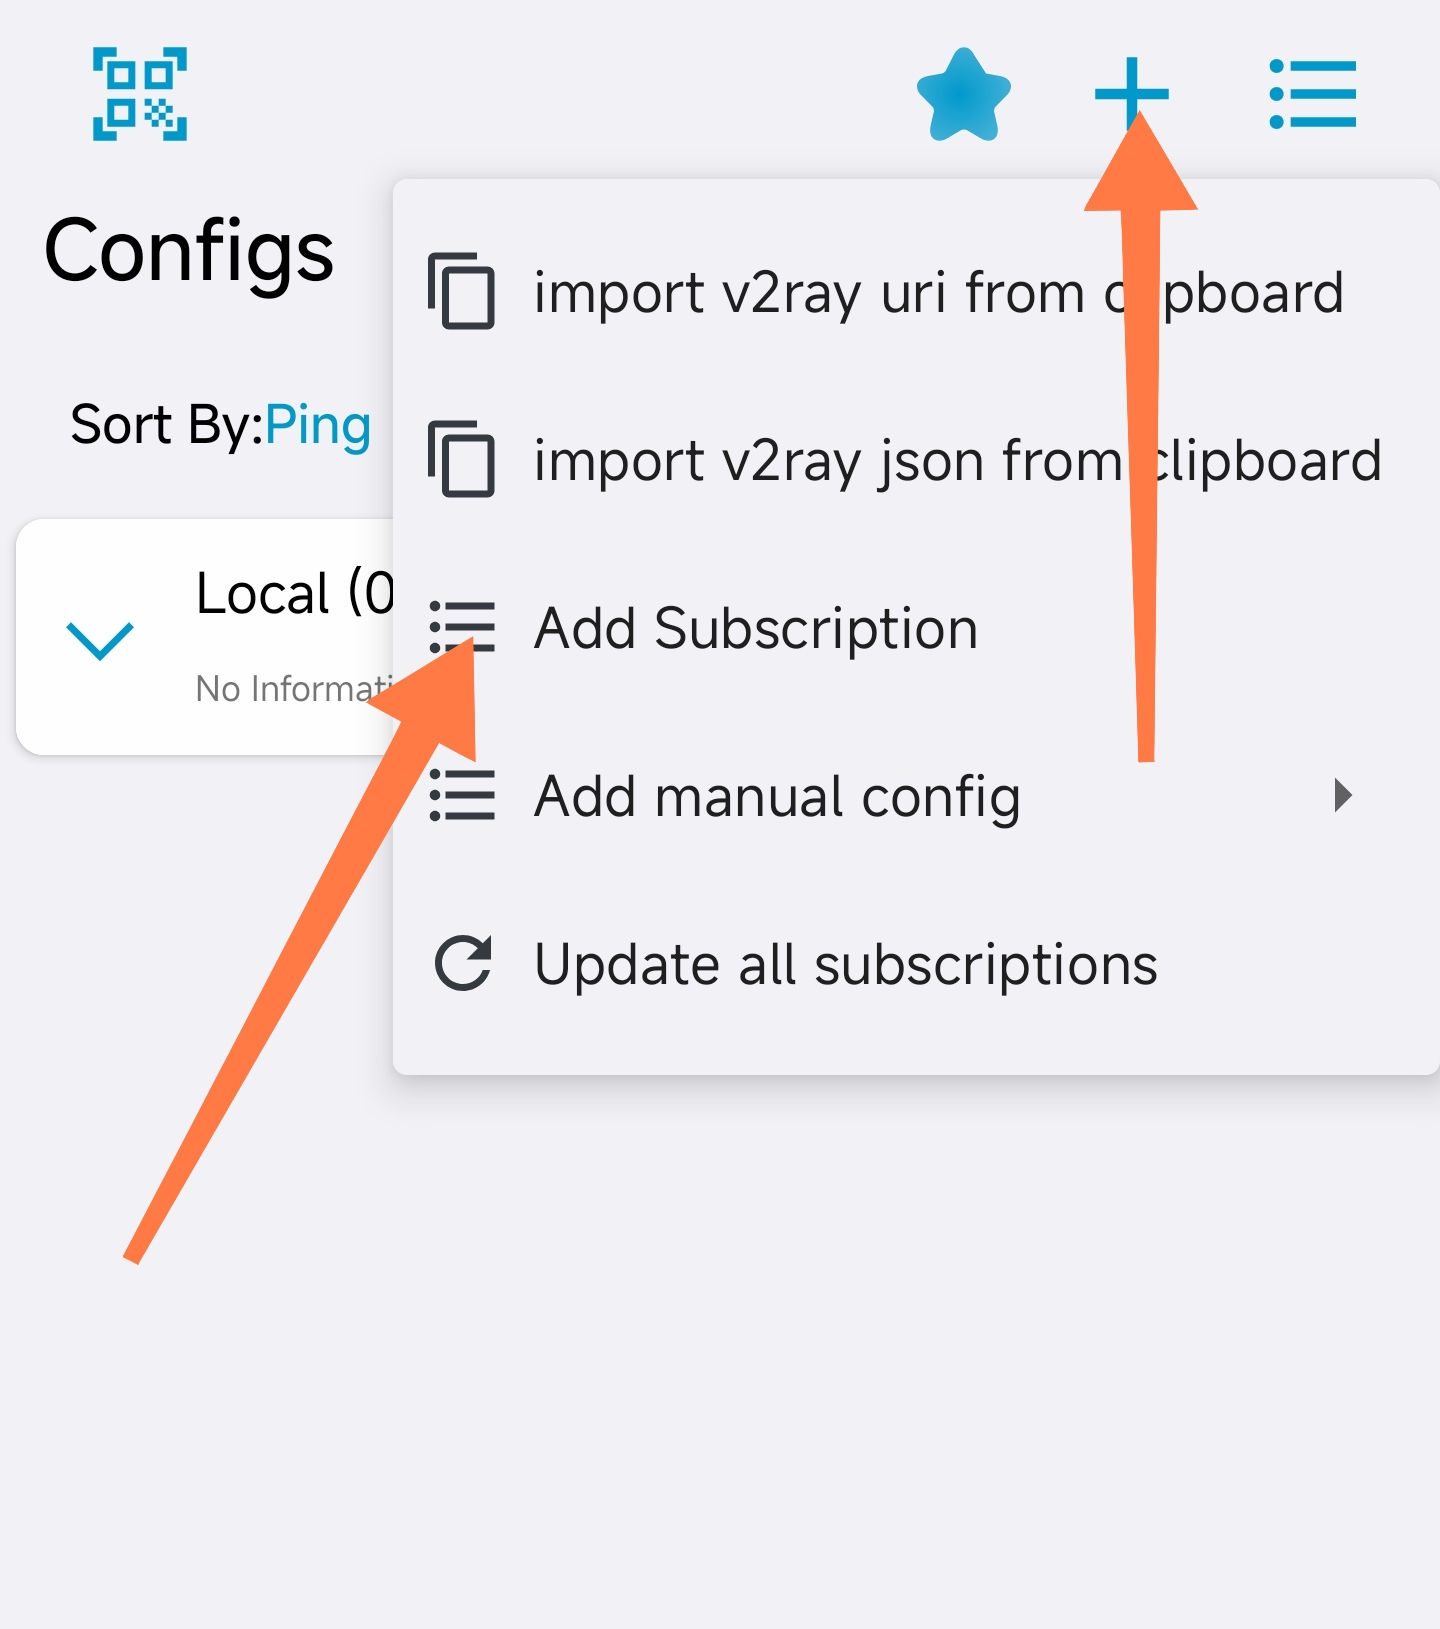 Configs
import v2ray uri from
import v2ray json from clipboard
Sort By:Ping
Local (0
Add Subscription
No Informati
Add manual config
Update all subscriptions